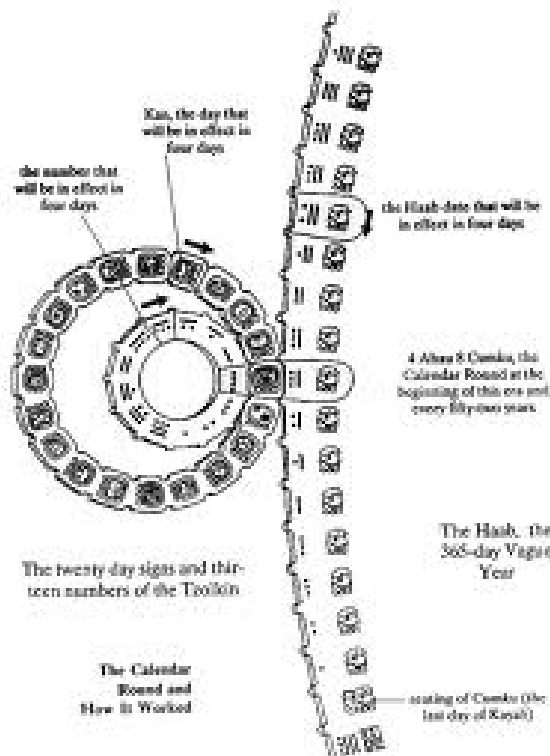 Kan, the day that
will be in effect in
four days
the number that
will be in effect in
four days
the Haab date that will be
in effect in four days
4 Ahau 8 Cumku, the
Calendar Round at the
beginning of this era and
every fifty-two years
The Haab, the
365-day Vague
Year
The twenty day signs and thir-
teen numbers of the Tzolkin
The Calendar
Round and
How It Worked
seating of Cumku (the
last day of Kayab)